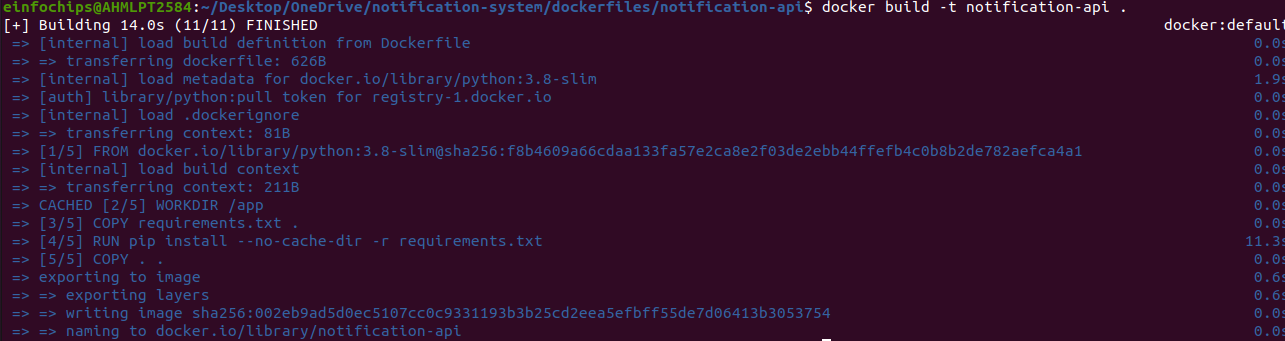 einfochips@AHMLPT2584:~/Desktop/OneDrive/notification-system/dockerfiles/notification-api$ docker build -t notification-api .
[+] Building 14.0s (11/11) FINISHED docker:default
=> [internal] load build definition from Dockerfile 0.0s
=> => transferring dockerfile: 626B 0.0s
=> [internal] load metadata for docker.io/library/python:3.8-slim 1.9s
=> [auth] library/python:pull token for registry-1.docker.io 0.0s
=> [internal] load .dockerignore 0.0s
=> => transferring context: 81B 0.0s
=> [1/5] FROM docker.io/library/python:3.8-slim@sha256:f8b4609a66cdaa133fa57e2ca8e2f03de2ebb44ffefb4c0b8b2de782aefca4a1 0.0s
=> [internal] load build context 0.0s
=> => transferring context: 211B 0.0s
=> CACHED [2/5] WORKDIR /app 0.0s
=> [3/5] COPY requirements.txt . 0.0s
=> [4/5] RUN pip install --no-cache-dir -r requirements.txt 11.3s
=> [5/5] COPY . . 0.0s
=> exporting to image 0.6s
=> => exporting layers 0.6s
=> => writing image sha256:002eb9ad5d0ec5107cc0c9331193b3b25cd2eea5efbff55de7d06413b3053754 0.0s
=> => naming to docker.io/library/notification-api 0.0s